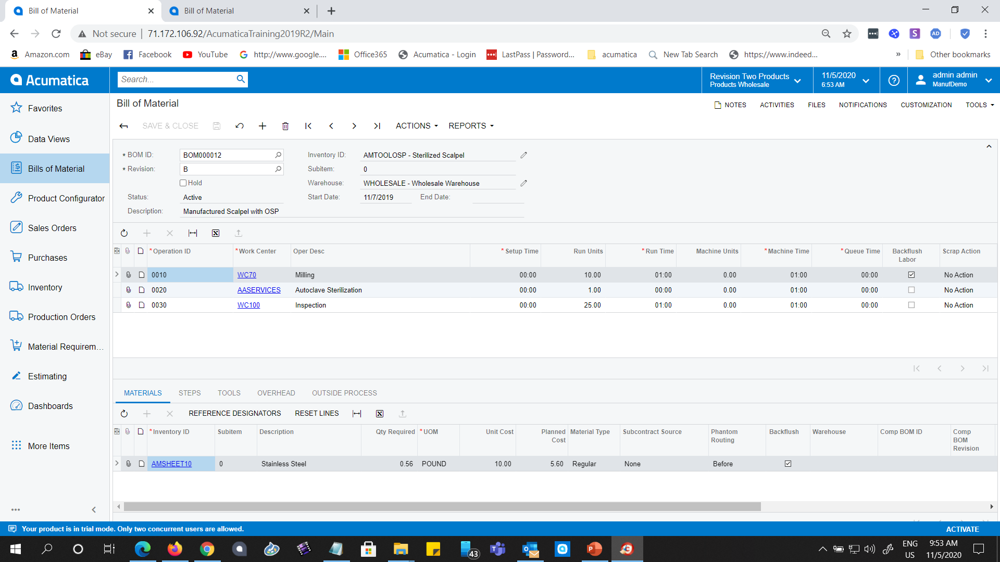 Bill of Material
Bill of Material
Not secure
71.172.106.92/AcumaticaTraining2019R2/Main
Amazon.com
eBay
Facebook
YouTube
http://www.google....
Office365
Acumatica - Login
LastPass | Password...
acumatica
New Tab Search
https://www.indeed...
»
Other bookmarks
Acumatica
Search...
Revision Two Products
Products Wholesale
11/5/2020
6:53 AM
admin admin
ManufDemo
Favorites
Data Views
Bills of Material
Product Configurator
Sales Orders
Purchases
Inventory
Production Orders
Material Requirem...
Estimating
Dashboards
More Items
Bill of Material
NOTES ACTIVITIES FILES NOTIFICATIONS CUSTOMIZATION TOOLS
SAVE & CLOSE ACTIONS REPORTS
* BOM ID: BOM000012 Inventory ID: AMTOOLOSP - Sterilized Scalpel
* Revision: B Subitem: 0
Hold Warehouse: WHOLESALE - Wholesale Warehouse
Status: Active Start Date: 11/7/2019 End Date:
Description: Manufactured Scalpel with OSP
* Operation ID * Work Center Oper Desc * Setup Time Run Units * Run Time Machine Units * Machine Time * Queue Time Backflush Labor Scrap Action
0010 WC70 Milling 00:00 10.00 01:00 0.00 01:00 00:00 No Action
0020 AASERVICES Autoclave Sterilization 00:00 1.00 00:00 0.00 01:00 00:00 No Action
0030 WC100 Inspection 00:00 25.00 01:00 0.00 01:00 00:00 No Action
MATERIALS STEPS TOOLS OVERHEAD OUTSIDE PROCESS
REFERENCE DESIGNATORS RESET LINES
* Inventory ID Subitem Description Qty Required * UOM Unit Cost Planned Cost Material Type Subcontract Source Phantom Routing Backflush Warehouse Comp BOM ID Comp BOM Revision
AMSHEET10 0 Stainless Steel 0.56 POUND 10.00 5.60 Regular None Before
Your product is in trial mode. Only two concurrent users are allowed.
ACTIVATE
43
ENG
US
9:53 AM
11/5/2020